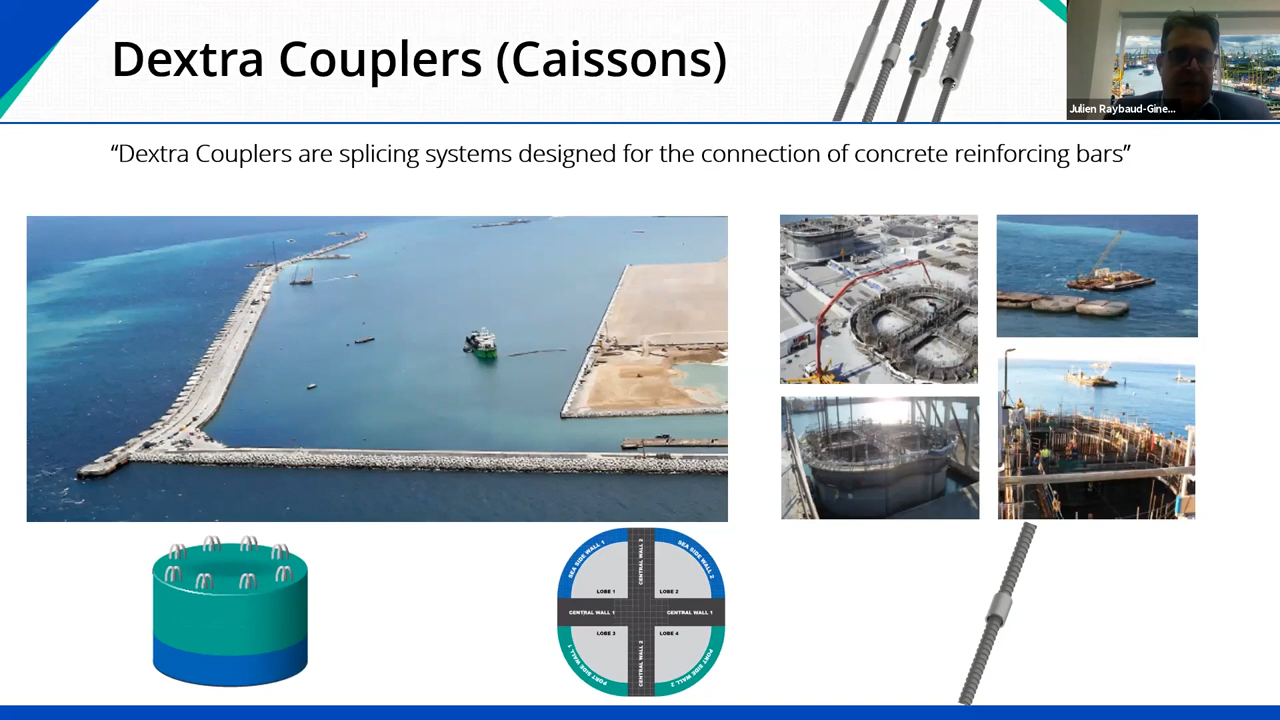 Dextra Couplers (Caissons)
Julien Raybaud-Gine...
“Dextra Couplers are splicing systems designed for the connection of concrete reinforcing bars”
SEA SIDE WALL 1
CENTRAL WALL 2
SEA SIDE WALL 2
LOBE 1
LOBE 2
CENTRAL WALL 1
CENTRAL WALL 1
LOBE 3
LOBE 4
PORT SIDE WALL 1
CENTRAL WALL 2
PORT SIDE WALL 2